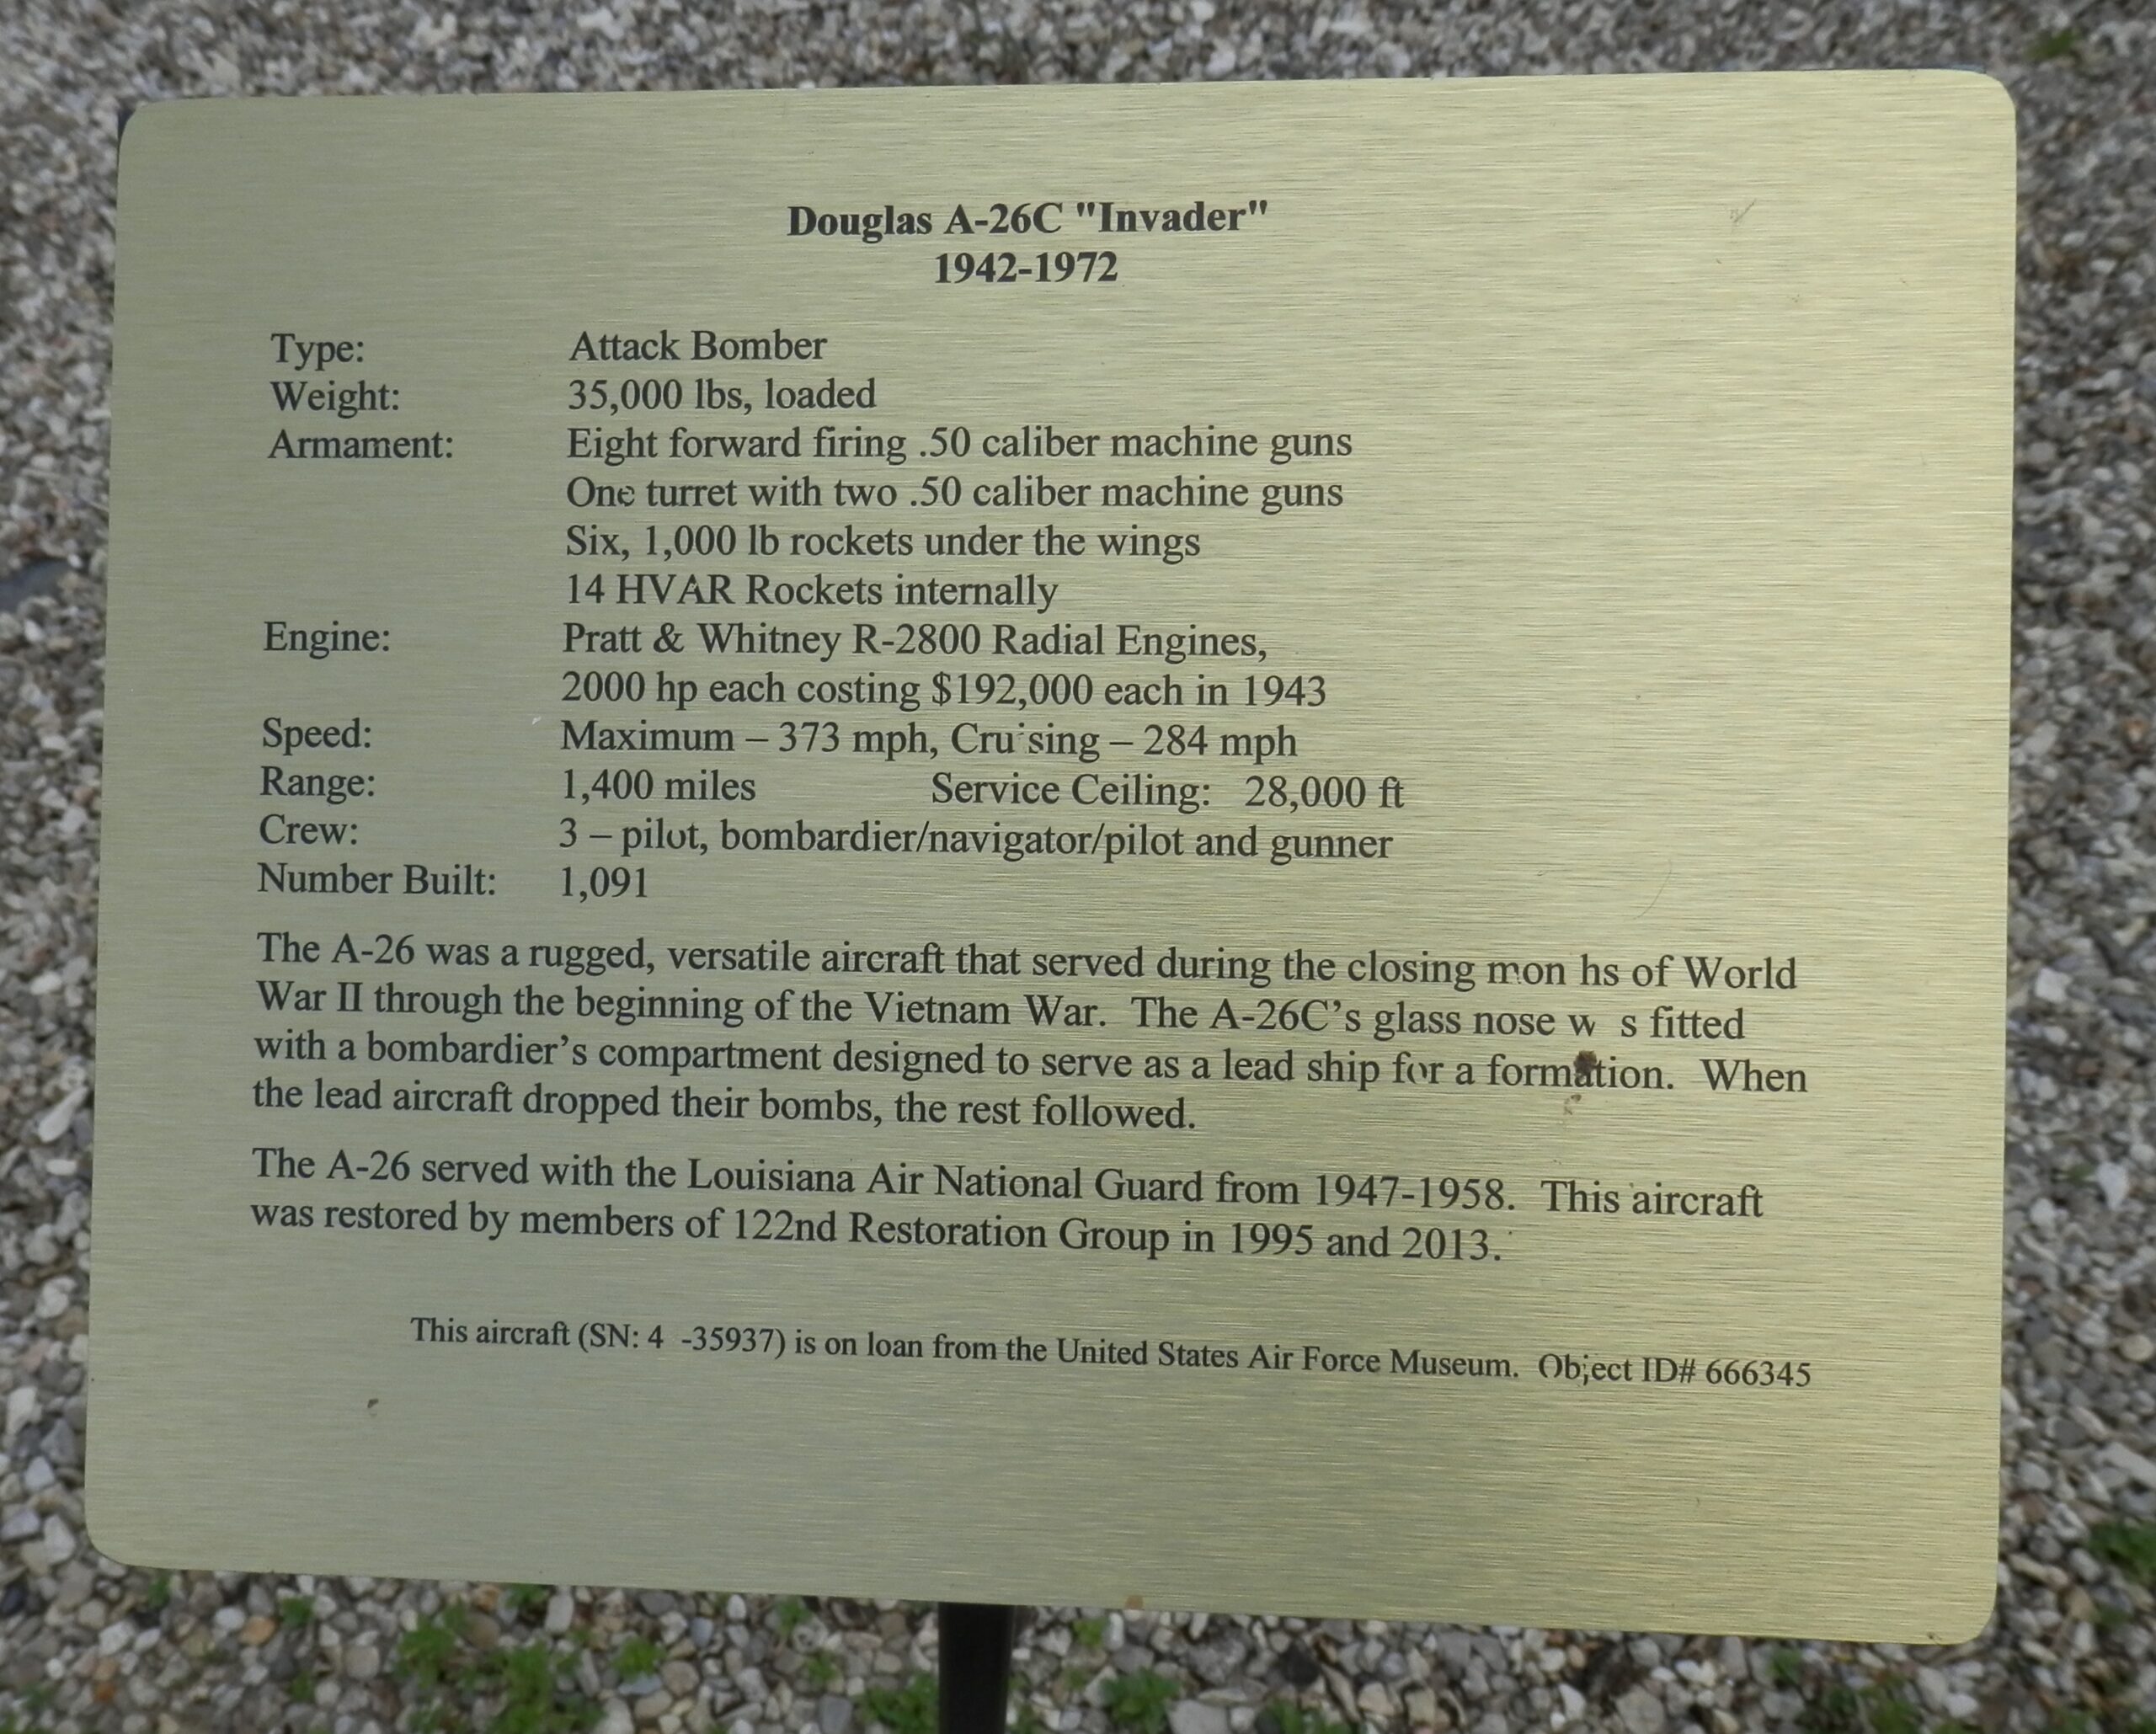 Douglas A-26C "Invader"
1942-1972
Type: Attack Bomber
Weight: 35,000 lbs, loaded
Armament: Eight forward firing .50 caliber machine guns
One turret with two .50 caliber machine guns
Six, 1,000 lb rockets under the wings
14 HVAR Rockets internally
Engine: Pratt & Whitney R-2800 Radial Engines,
2000 hp each costing $192,000 each in 1943
Speed: Maximum – 373 mph, Cruising – 284 mph
Range: 1,400 miles Service Ceiling: 28,000 ft
Crew: 3 – pilot, bombardier/navigator/pilot and gunner
Number Built: 1,091
The A-26 was a rugged, versatile aircraft that served during the closing mon hs of World
War II through the beginning of the Vietnam War. The A-26C's glass nose w s fitted
with a bombardier's compartment designed to serve as a lead ship for a formation. When
the lead aircraft dropped their bombs, the rest followed.
The A-26 served with the Louisiana Air National Guard from 1947-1958. This aircraft
was restored by members of 122nd Restoration Group in 1995 and 2013.
This aircraft (SN: 4 -35937) is on loan from the United States Air Force Museum. Object ID# 666345